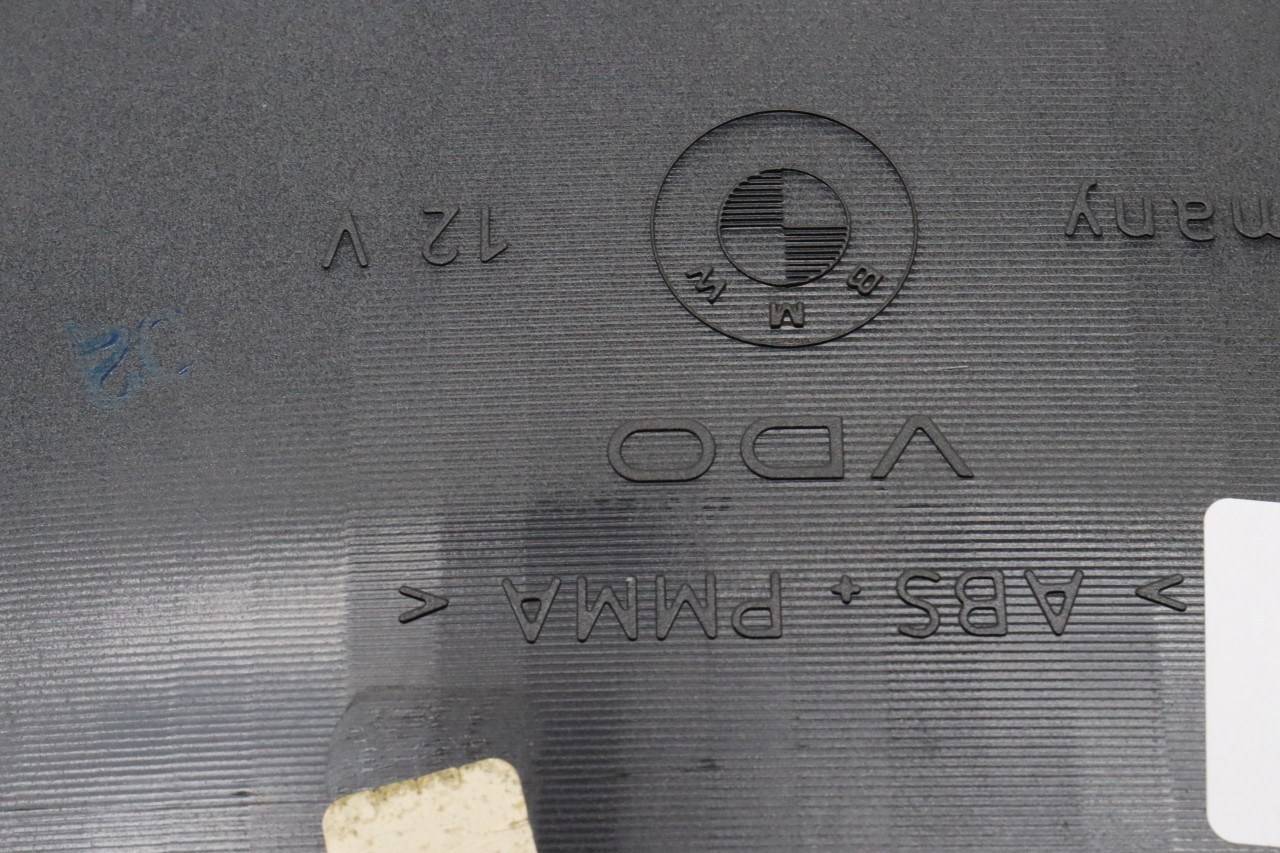 > ABS + PMMA <
VDO
BMW
many 12 V